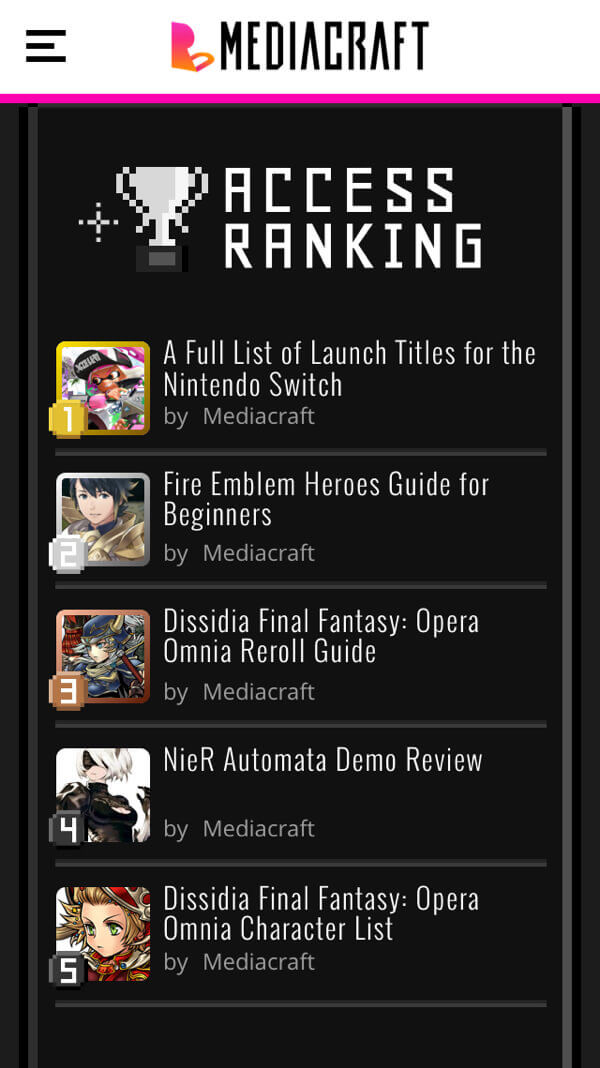 MEDIACRAFT
ACCESS
RANKING
A Full List of Launch Titles for the
Nintendo Switch
by Mediacraft
1
Fire Emblem Heroes Guide for
Beginners
by Mediacraft
2
Dissidia Final Fantasy: Opera
Omnia Reroll Guide
by Mediacraft
3
NieR Automata Demo Review
by Mediacraft
4
Dissidia Final Fantasy: Opera
Omnia Character List
by Mediacraft
5